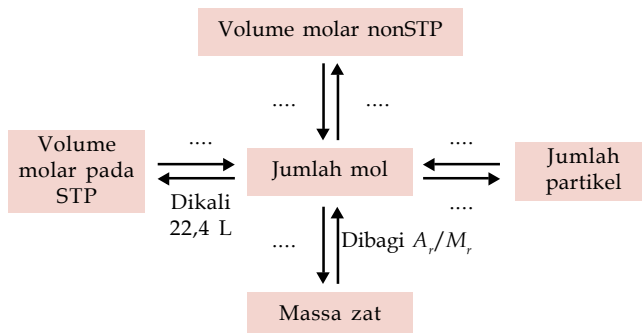 Volume molar nonSTP
.... ....
Volume
molar pada
STP
....
Dikali
22,4 L
Jumlah mol
....
....
Jumlah
partikel
....
Dibagi Ar/Mr
Massa zat